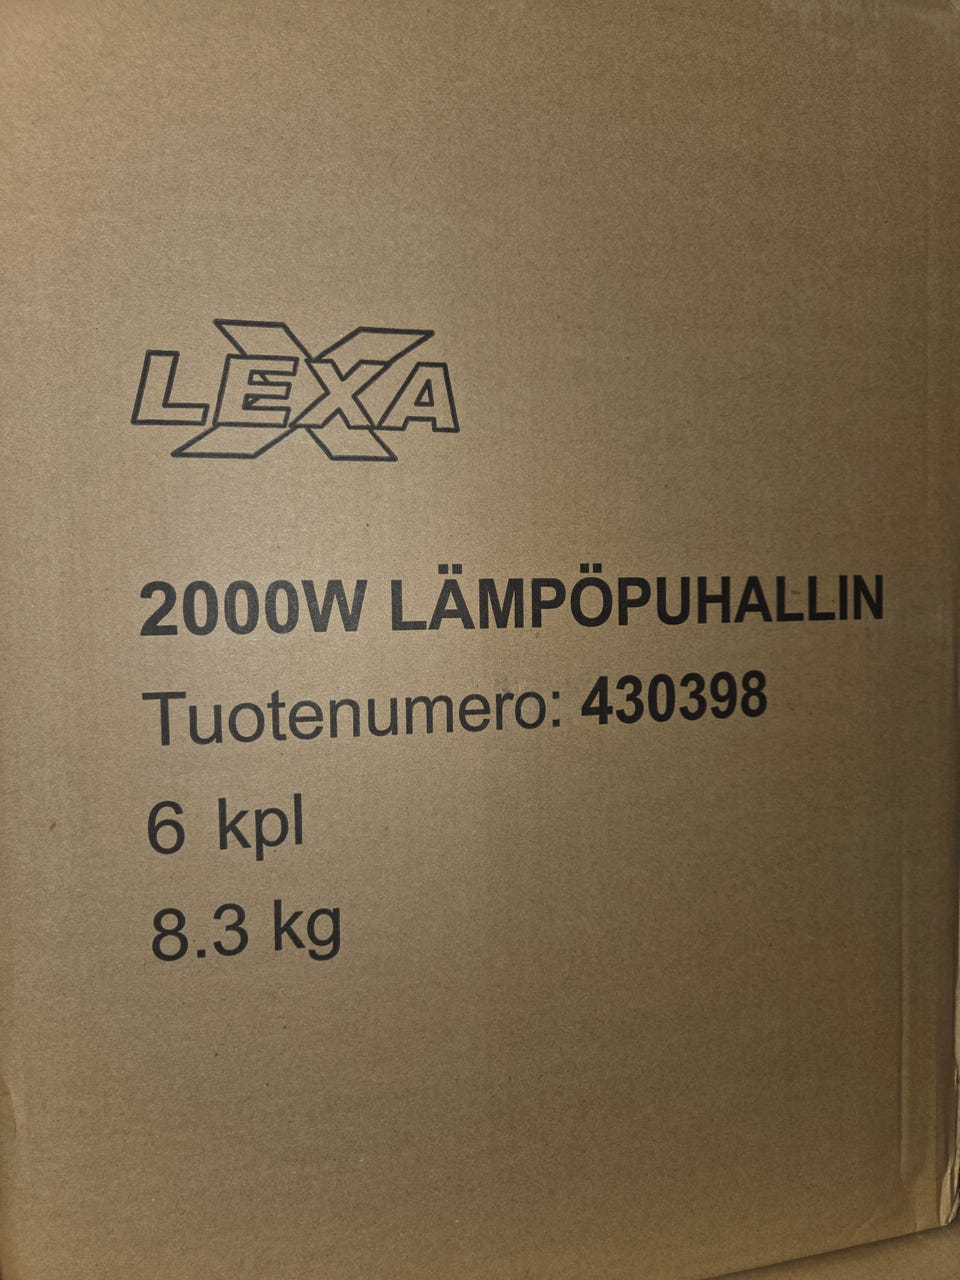 LEXA
2000W LÄMPÖPUHALLIN
Tuotenumero: 430398
6 kpl
8.3 kg